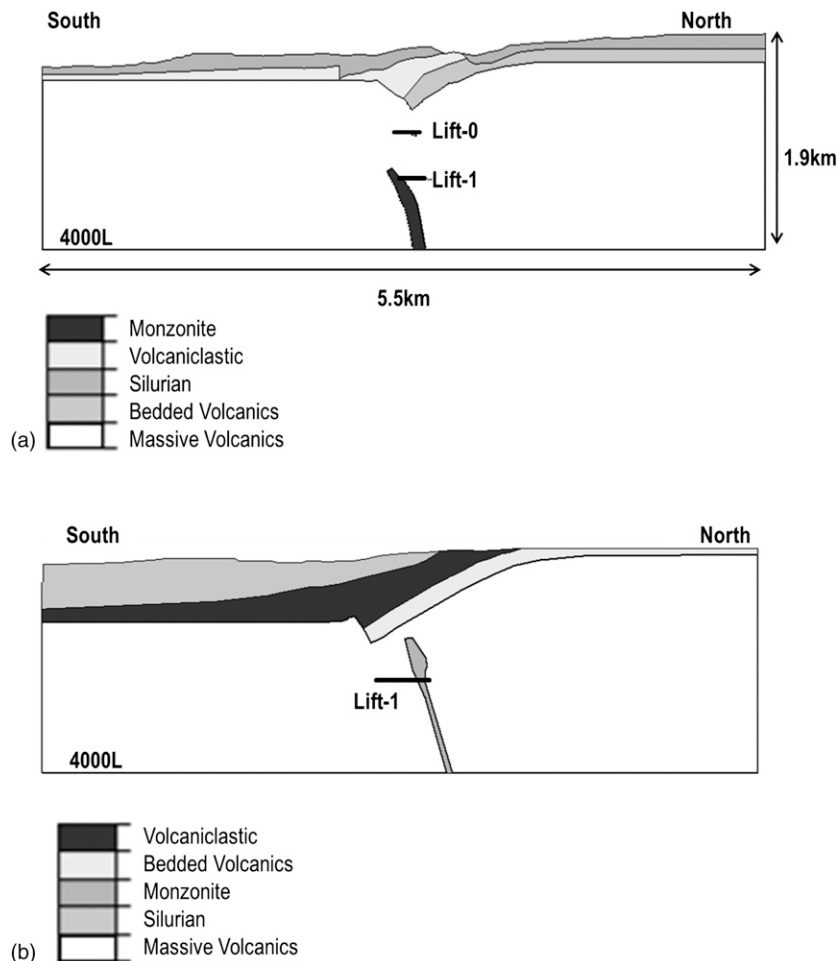 South North
Lift-0
1.9km
Lift-1
4000L
5.5km
Monzonite
Volcaniclastic
Silurian
Bedded Volcanics
(a) Massive Volcanics
South North
Lift-1
4000L
Volcaniclastic
Bedded Volcanics
Monzonite
Silurian
(b) Massive Volcanics